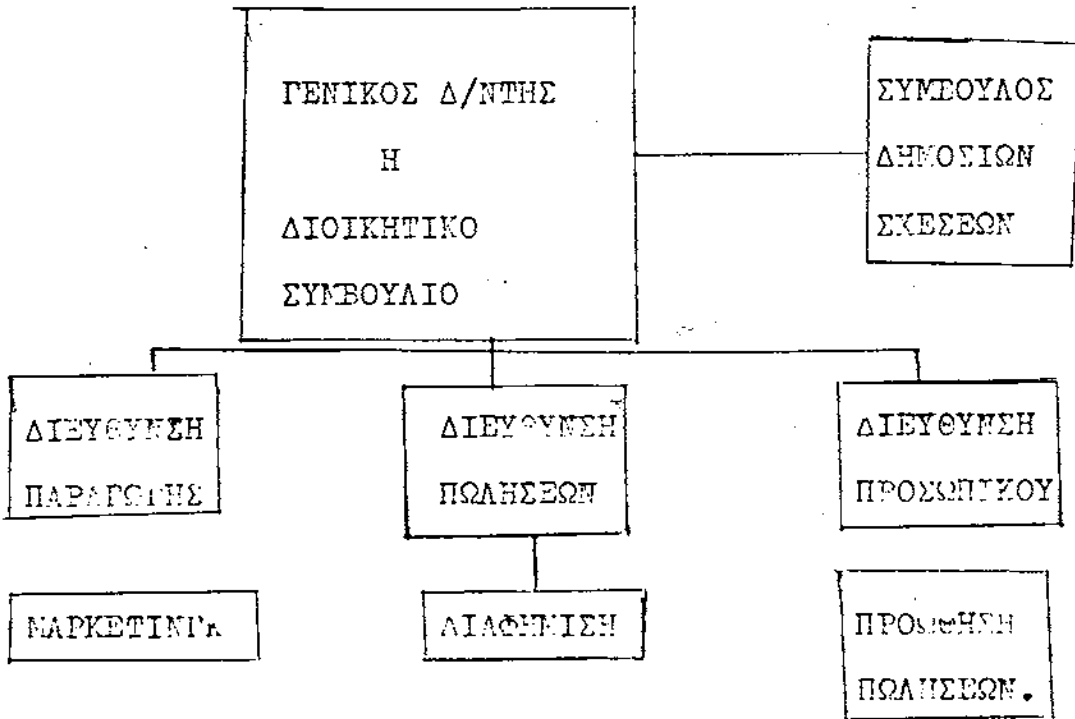 ΓΕΝΙΚΟΣ Δ/ΝΤΗΣ
Η
ΔΙΟΙΚΗΤΙΚΟ
ΣΥΜΒΟΥΛΙΟ
ΣΥΜΒΟΥΛΟΣ
ΔΗΜΟΣΙΩΝ
ΣΧΕΣΕΩΝ
ΔΙΕΥΘΥΝΣΗ
ΠΑΡΑΓΩΓΗΣ
ΔΙΕΥΘΥΝΣΗ
ΠΩΛΗΣΕΩΝ
ΔΙΕΥΘΥΝΣΗ
ΠΡΟΣΩΠΙΚΟΥ
ΜΑΡΚΕΤΙΝΓΚ
ΔΙΑΦΗΜΙΣΗ
ΠΡΟΩΘΗΣΗ
ΠΩΛΗΣΕΩΝ.